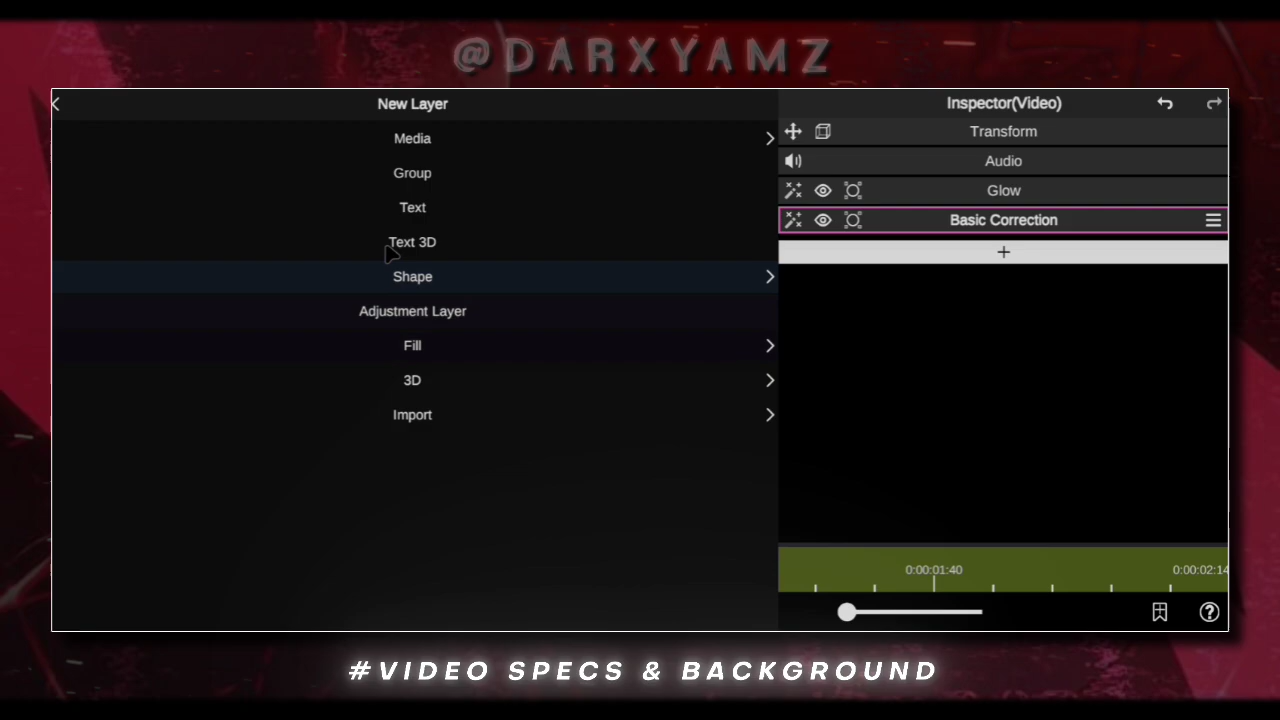 @DARXYAMZ
New Layer
Media
Group
Text
Text 3D
Shape
Adjustment Layer
Fill
3D
Import
Inspector(Video)
Transform
Audio
Glow
Basic Correction
+
0:00:01:40
0:00:02:14
#VIDEO SPECS & BACKGROUND